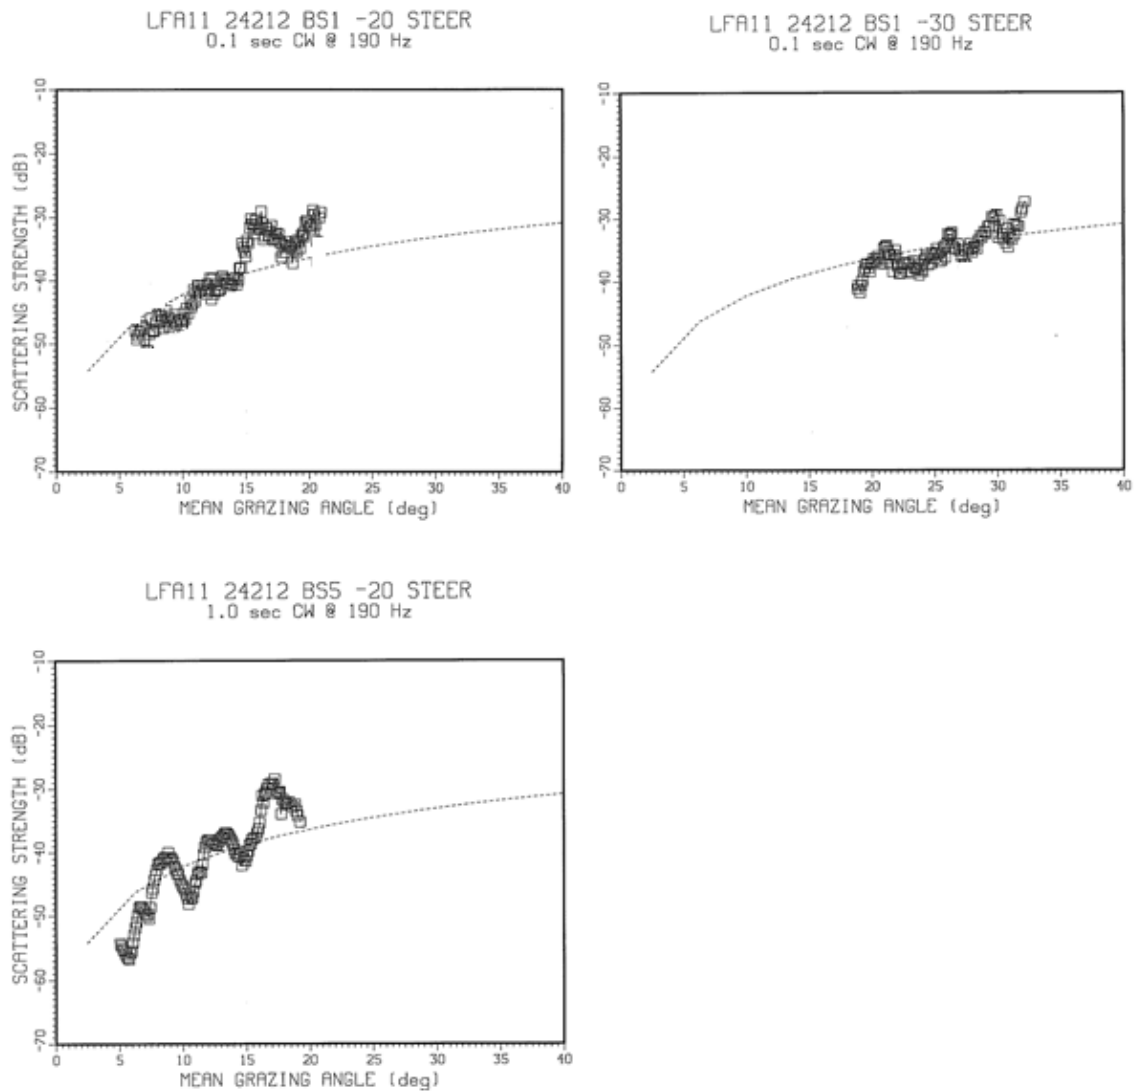 LFA11 24212 BS1 -20 STEER
0.1 sec CW @ 190 Hz
SCATTERING STRENGTH (dB)
-10
-20
-30
-40
-50
-60
-70
0 5 10 15 20 25 30 35 40
MEAN GRAZING ANGLE (deg)
LFA11 24212 BS1 -30 STEER
0.1 sec CW @ 190 Hz
SCATTERING STRENGTH (dB)
-10
-20
-30
-40
-50
-60
-70
0 5 10 15 20 25 30 35 40
MEAN GRAZING ANGLE (deg)
LFA11 24212 BS5 -20 STEER
1.0 sec CW @ 190 Hz
SCATTERING STRENGTH (dB)
-10
-20
-30
-40
-50
-60
-70
0 5 10 15 20 25 30 35 40
MEAN GRAZING ANGLE (deg)